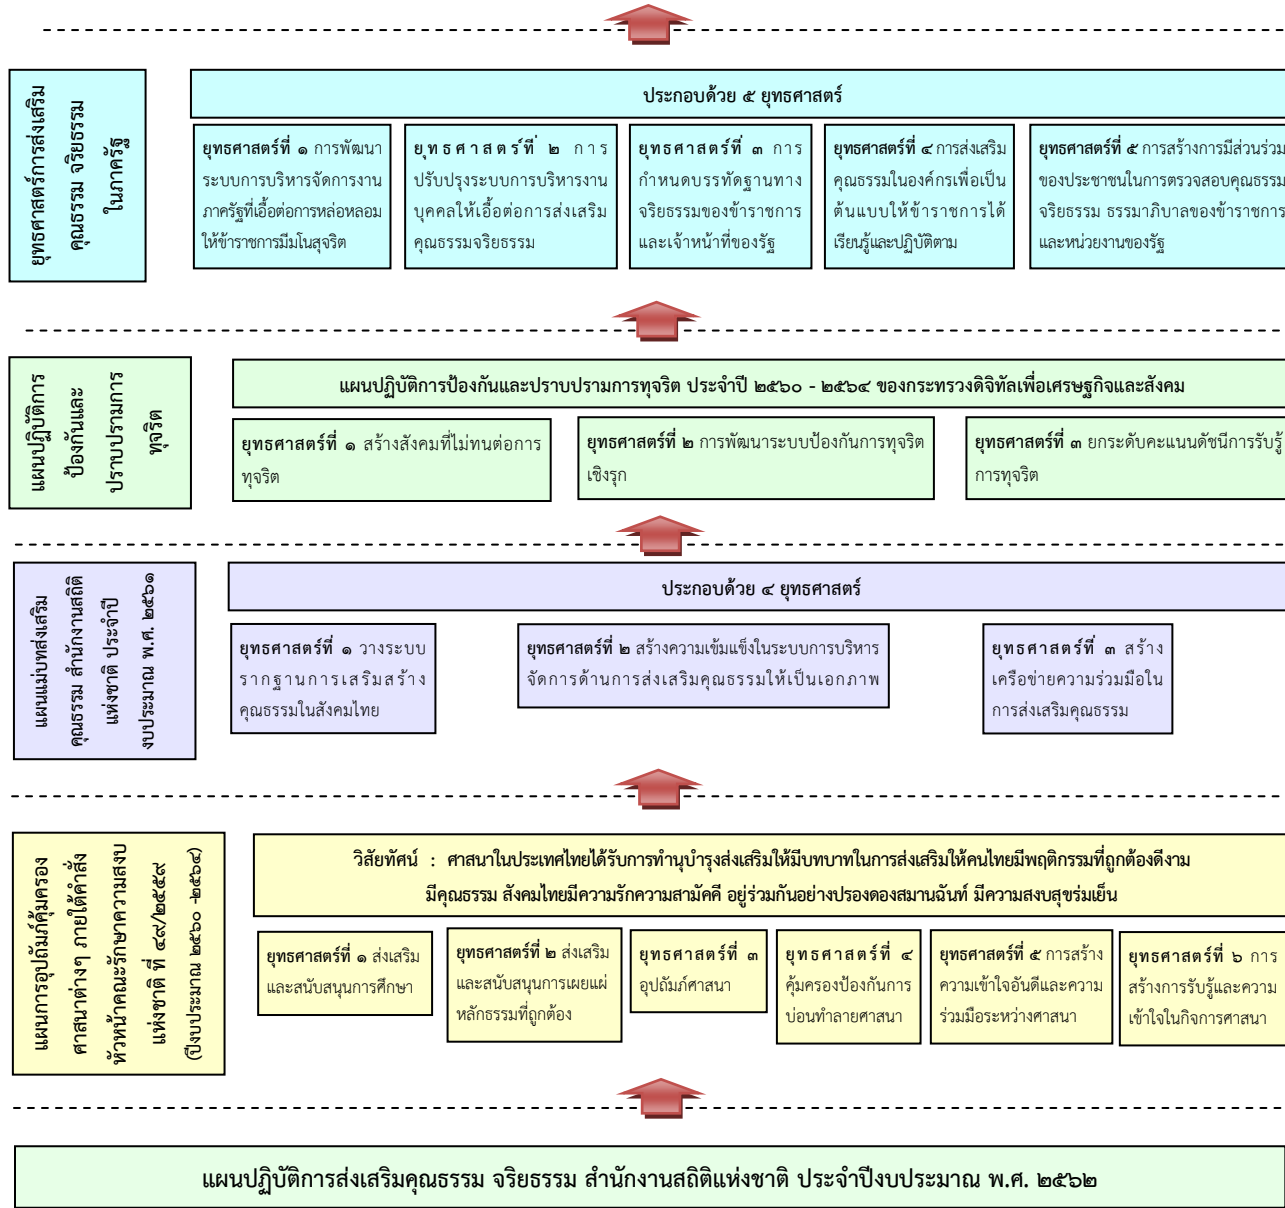 ยุทธศาสตร์การส่งเสริม
คุณธรรม จริยธรรม
ในภาครัฐ
ประกอบด้วย ๕ ยุทธศาสตร์
ยุทธศาสตร์ที่ ๑ การพัฒนา
ระบบการบริหารจัดการงาน
ภาครัฐที่เอื้อต่อการหล่อหลอม
ให้ข้าราชการมีมโนสุจริต
ยุทธศาสตร์ที่ ๒ การ
ปรับปรุงระบบการบริหารงาน
บุคคลให้เอื้อต่อการส่งเสริม
คุณธรรมจริยธรรม
ยุทธศาสตร์ที่ ๓ การ
กำหนดบรรทัดฐานทาง
จริยธรรมของข้าราชการ
และเจ้าหน้าที่ของรัฐ
ยุทธศาสตร์ที่ ๔ การส่งเสริม
คุณธรรมในองค์กรเพื่อเป็น
ต้นแบบให้ข้าราชการได้
เรียนรู้และปฏิบัติตาม
ยุทธศาสตร์ที่ ๕ การสร้างการมีส่วนร่วม
ของประชาชนในการตรวจสอบคุณธรรม
จริยธรรม ธรรมาภิบาลของข้าราชการ
และหน่วยงานของรัฐ
แผนปฏิบัติการ
ป้องกันและ
ปราบปรามการ
ทุจริต
แผนปฏิบัติการป้องกันและปราบปรามการทุจริต ประจำปี ๒๕๖๐ - ๒๕๖๔ ของกระทรวงดิจิทัลเพื่อเศรษฐกิจและสังคม
ยุทธศาสตร์ที่ ๑ สร้างสังคมที่ไม่ทนต่อการ
ทุจริต
ยุทธศาสตร์ที่ ๒ การพัฒนาระบบป้องกันการทุจริต
เชิงรุก
ยุทธศาสตร์ที่ ๓ ยกระดับคะแนนดัชนีการรับรู้
การทุจริต
แผนแม่บทส่งเสริม
คุณธรรม สำนักงานสถิติ
แห่งชาติ ประจำปี
งบประมาณ พ.ศ. ๒๕๖๑
ประกอบด้วย ๔ ยุทธศาสตร์
ยุทธศาสตร์ที่ ๑ วางระบบ
รากฐานการเสริมสร้าง
คุณธรรมในสังคมไทย
ยุทธศาสตร์ที่ ๒ สร้างความเข้มแข็งในระบบการบริหาร
จัดการด้านการส่งเสริมคุณธรรมให้เป็นเอกภาพ
ยุทธศาสตร์ที่ ๓ สร้าง
เครือข่ายความร่วมมือใน
การส่งเสริมคุณธรรม
แผนการอุปถัมภ์คุ้มครอง
ศาสนาต่างๆ ภายใต้คำสั่ง
หัวหน้าคณะรักษาความสงบ
แห่งชาติ ที่ ๔๙/๒๕๕๙
(ปีงบประมาณ ๒๕๖๐ -๒๕๖๔)
วิสัยทัศน์ : ศาสนาในประเทศไทยได้รับการทำนุบำรุงส่งเสริมให้มีบทบาทในการส่งเสริมให้คนไทยมีพฤติกรรมที่ถูกต้องดีงาม
มีคุณธรรม สังคมไทยมีความรักความสามัคคี อยู่ร่วมกันอย่างปรองดองสมานฉันท์ มีความสงบสุขร่มเย็น
ยุทธศาสตร์ที่ ๑ ส่งเสริม
และสนับสนุนการศึกษา
ยุทธศาสตร์ที่ ๒ ส่งเสริม
และสนับสนุนการเผยแผ่
หลักธรรมที่ถูกต้อง
ยุทธศาสตร์ที่ ๓
อุปถัมภ์ศาสนา
ยุทธศาสตร์ที่ ๔
คุ้มครองป้องกันการ
บ่อนทำลายศาสนา
ยุทธศาสตร์ที่ ๕ การสร้าง
ความเข้าใจอันดีและความ
ร่วมมือระหว่างศาสนา
ยุทธศาสตร์ที่ ๖ การ
สร้างการรับรู้และความ
เข้าใจในกิจการศาสนา
แผนปฏิบัติการส่งเสริมคุณธรรม จริยธรรม สำนักงานสถิติแห่งชาติ ประจำปีงบประมาณ พ.ศ. ๒๕๖๒